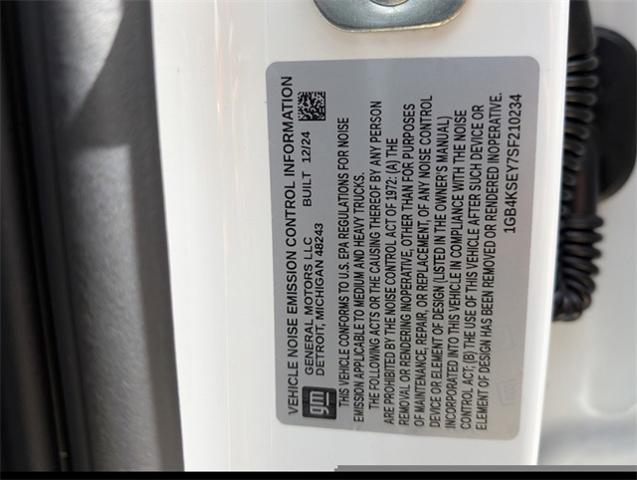 VEHICLE NOISE EMISSION CONTROL INFORMATION
gm
GENERAL MOTORS LLC BUILT 12/24
DETROIT, MICHIGAN 48243
THIS VEHICLE CONFORMS TO U.S. EPA REGULATIONS FOR NOISE
EMISSION APPLICABLE TO MEDIUM AND HEAVY TRUCKS.
THE FOLLOWING ACTS OR THE CAUSING THEREOF BY ANY PERSON
ARE PROHIBITED BY THE NOISE CONTROL ACT OF 1972: (A) THE
REMOVAL OR RENDERING INOPERATIVE, OTHER THAN FOR PURPOSES
OF MAINTENANCE, REPAIR, OR REPLACEMENT, OF ANY NOISE CONTROL
DEVICE OR ELEMENT OF DESIGN (LISTED IN THE OWNER'S MANUAL)
INCORPORATED INTO THIS VEHICLE IN COMPLIANCE WITH THE NOISE
CONTROL ACT; (B) THE USE OF THIS VEHICLE AFTER SUCH DEVICE OR
ELEMENT OF DESIGN HAS BEEN REMOVED OR RENDERED INOPERATIVE.
1GB4KSEY7SF210234